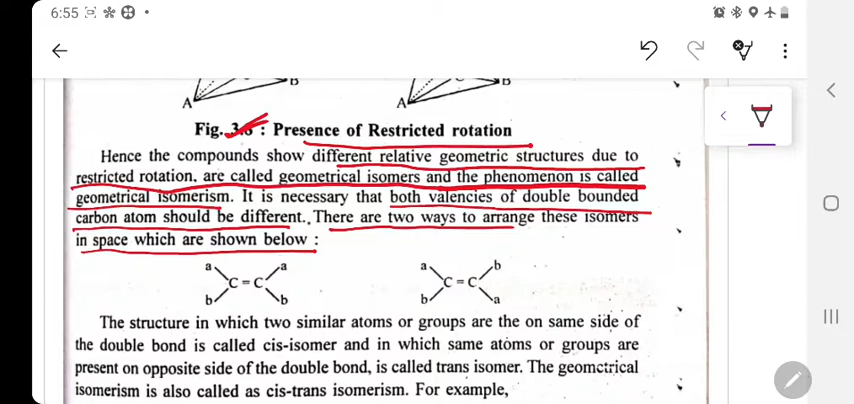 6:55
A B A B
Fig. 3.6 : Presence of Restricted rotation
Hence the compounds show different relative geometric structures due to
restricted rotation, are called geometrical isomers and the phenomenon is called
geometrical isomerism. It is necessary that both valencies of double bounded
carbon atom should be different. There are two ways to arrange these isomers
in space which are shown below :
a a a b
C = C C = C
b b b a
The structure in which two similar atoms or groups are the on same side of
the double bond is called cis-isomer and in which same atoms or groups are
present on opposite side of the double bond, is called trans isomer. The geometrical
isomerism is also called as cis-trans isomerism. For example,